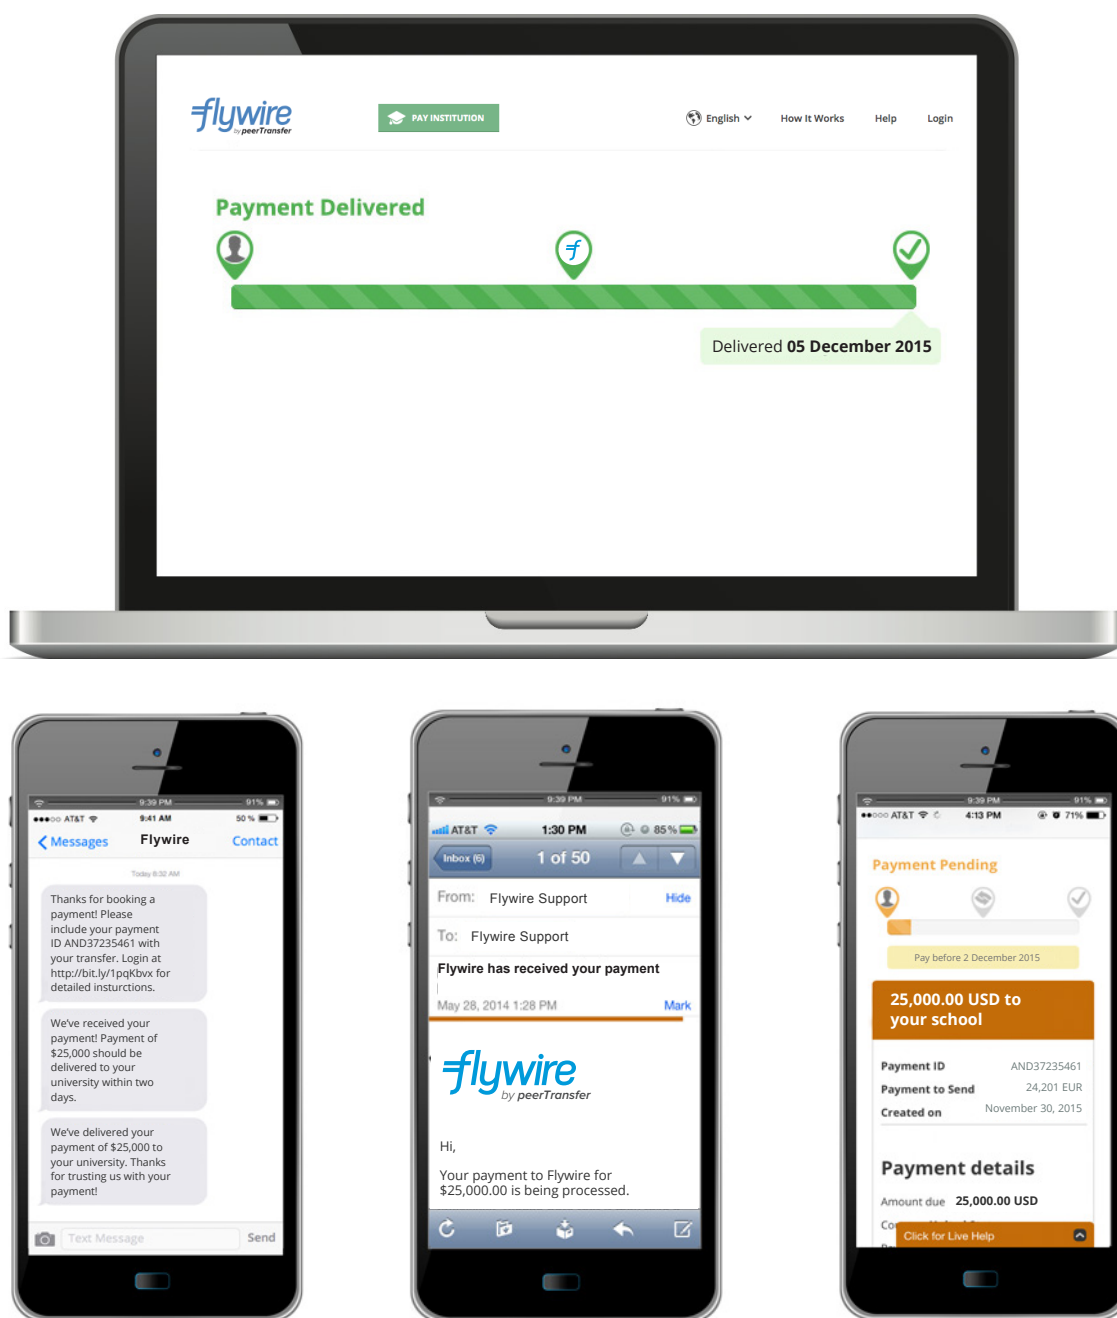 flywire
by peerTransfer
PAY INSTITUTION
English
How It Works
Help
Login
Payment Delivered
Delivered 05 December 2015
9:39 PM
91%
AT&T
9:41 AM
50 %
Messages
Flywire
Contact
Today 8:32 AM
Thanks for booking a
payment! Please
include your payment
ID AND37235461 with
your transfer. Login at
http://bit.ly/1pqKbvx for
detailed insturctions.
We've received your
payment! Payment of
$25,000 should be
delivered to your
university within two
days.
We've delivered your
payment of $25,000 to
your university. Thanks
for trusting us with your
payment!
Text Message
Send
9:39 PM
91%
AT&T
1:30 PM
85 %
Inbox (6)
1 of 50
From: Flywire Support
Hide
To: Flywire Support
Flywire has received your payment
May 28, 2014 1:28 PM
Mark
flywire
by peerTransfer
Hi,
Your payment to Flywire for
$25,000.00 is being processed.
9:39 PM
91%
AT&T
4:13 PM
71%
Payment Pending
Pay before 2 December 2015
25,000.00 USD to
your school
Payment ID AND37235461
Payment to Send 24,201 EUR
Created on November 30, 2015
Payment details
Amount due 25,000.00 USD
Click for Live Help